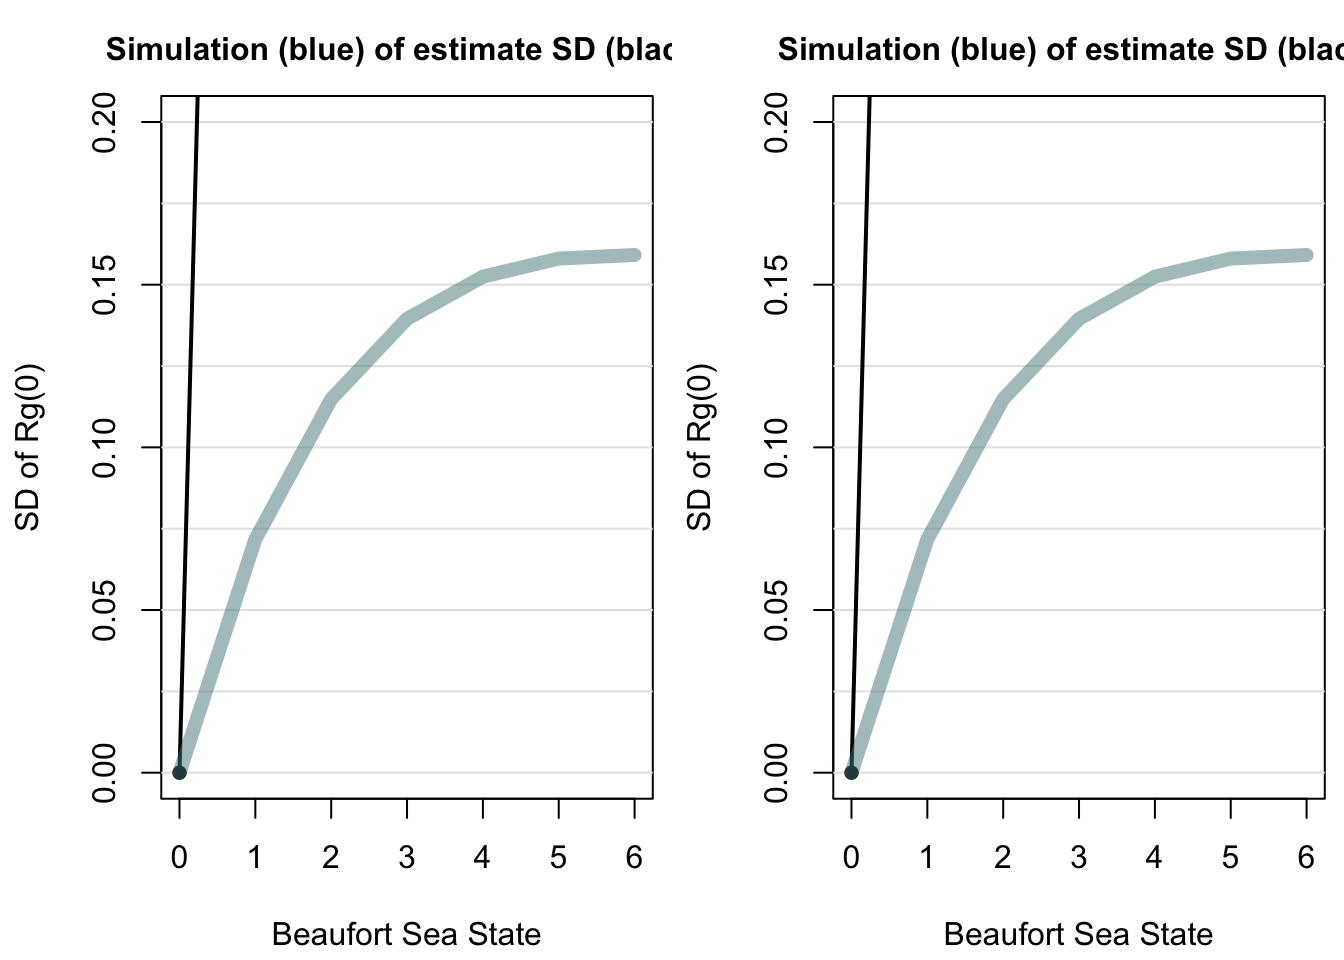 Simulation (blue) of estimate SD (blac
0.20
0.15
0.10
0.05
0.00
SD of Rg(0)
0 1 2 3 4 5 6
Beaufort Sea State
Simulation (blue) of estimate SD (blac
0.20
0.15
0.10
0.05
0.00
SD of Rg(0)
0 1 2 3 4 5 6
Beaufort Sea State